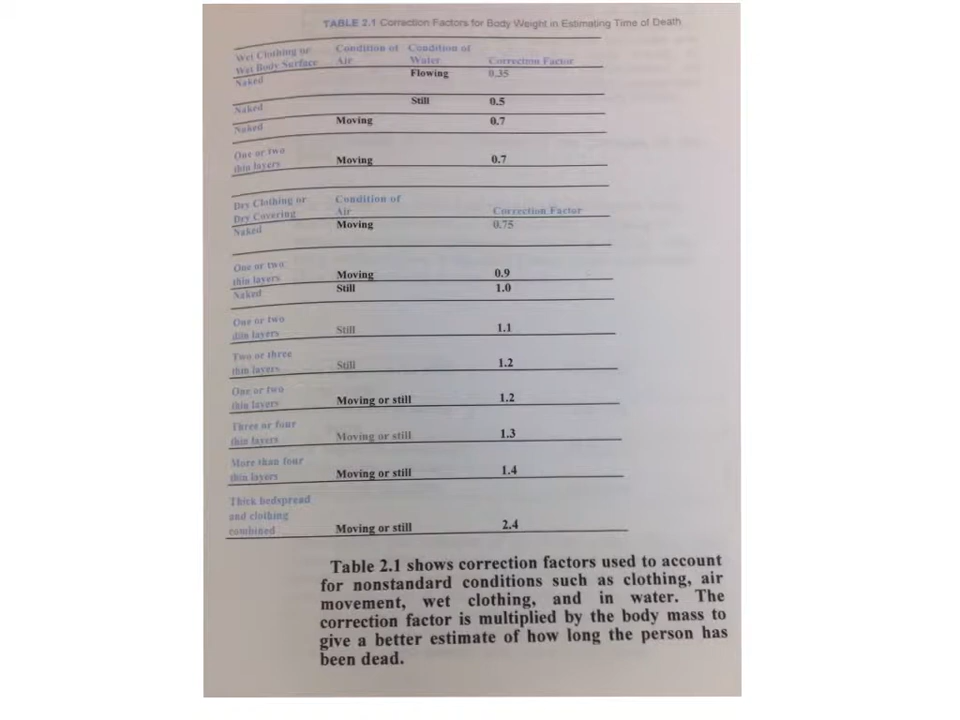 TABLE 2.1 Correction Factors for Body Weight in Estimating Time of Death
Wet Clothing or Wet Body Surface Condition of Air Condition of Water Correction Factor
Naked Flowing 0.35
Naked Still 0.5
Naked Moving 0.7
One or two thin layers Moving 0.7
Dry Clothing or Dry Covering Condition of Air Correction Factor
Naked Moving 0.75
One or two thin layers Moving 0.9
Naked Still 1.0
One or two thin layers Still 1.1
Two or three thin layers Still 1.2
One or two thin layers Moving or still 1.2
Three or four thin layers Moving or still 1.3
More than four thin layers Moving or still 1.4
Thick bedspread and clothing combined Moving or still 2.4
Table 2.1 shows correction factors used to account
for nonstandard conditions such as clothing, air
movement, wet clothing, and in water. The
correction factor is multiplied by the body mass to
give a better estimate of how long the person has
been dead.